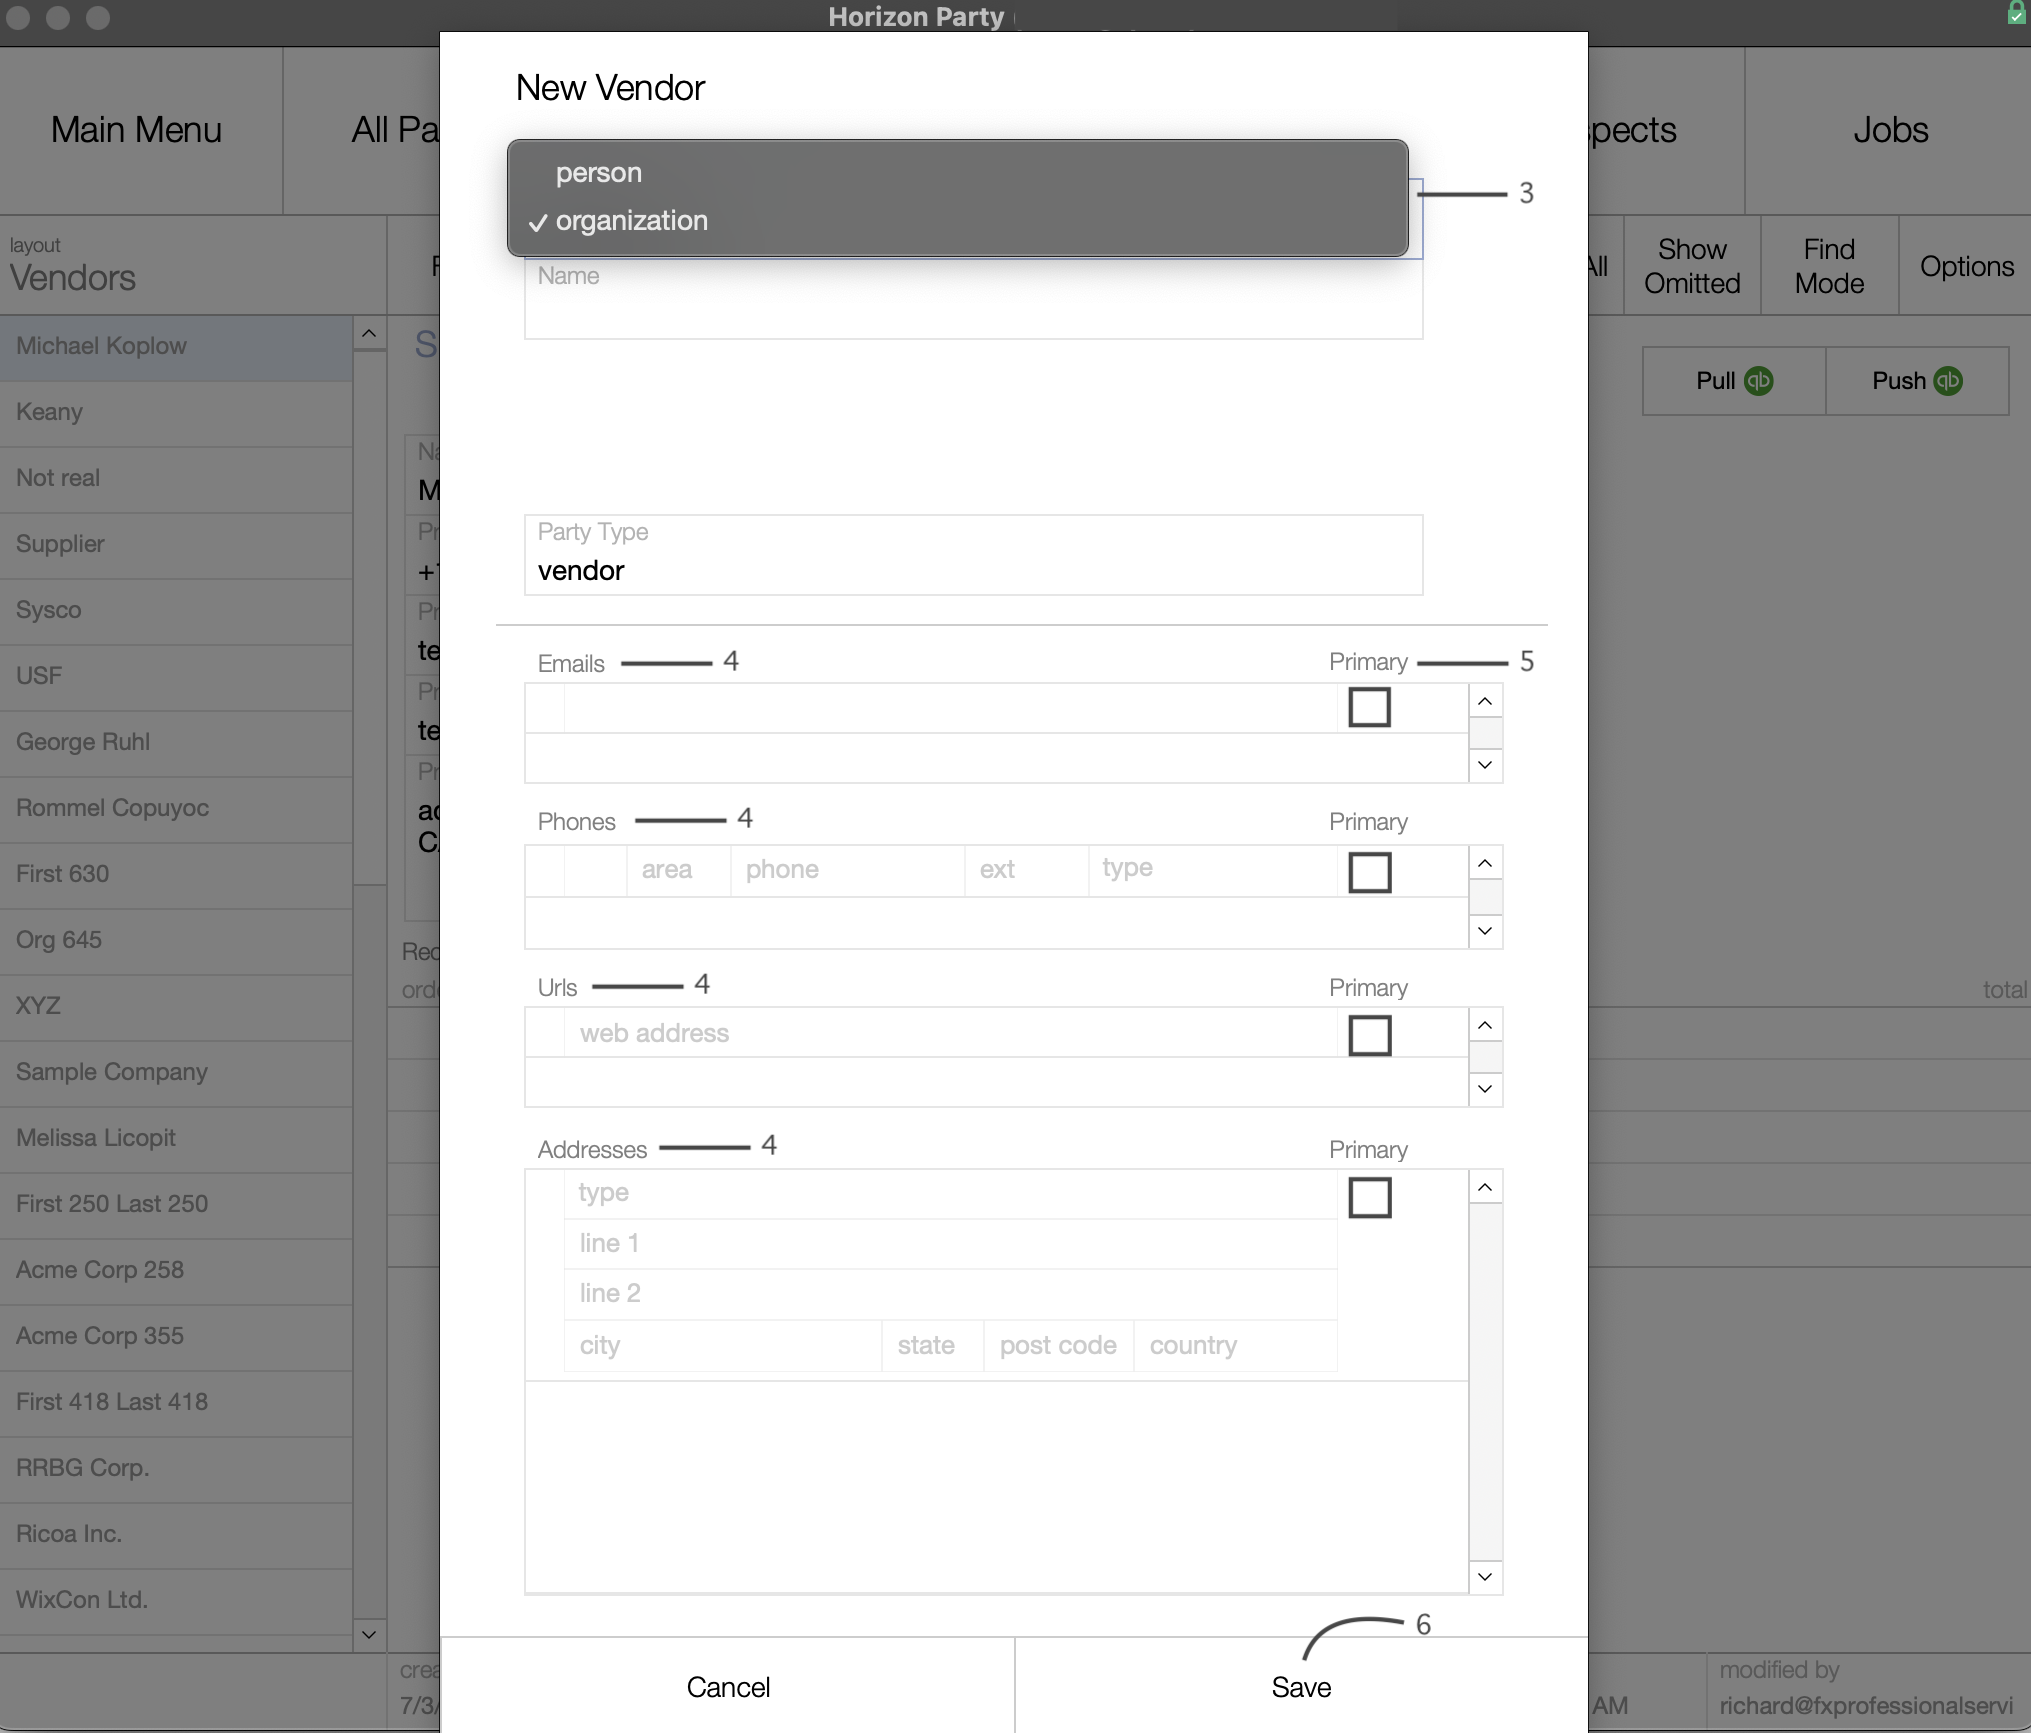 Horizon Party
Main Menu
All Pa
spects
Jobs
layout
Vendors
All
Show
Omitted
Find
Mode
Options
Michael Koplow
Keany
Not real
Supplier
Sysco
USF
George Ruhl
Rommel Copuyoc
First 630
Org 645
XYZ
Sample Company
Melissa Licopit
First 250 Last 250
Acme Corp 258
Acme Corp 355
First 418 Last 418
RRBG Corp.
Ricoa Inc.
WixCon Ltd.
Pull qb
Push qb
Na
M
Pr
+1
Pr
te
Pr
te
Pr
ad
Rec
orde
total
New Vendor
person
✓ organization
3
Name
Party Type
vendor
Emails 4 Primary 5
Phones 4 Primary
area phone ext type
Urls 4 Primary
web address
Addresses 4 Primary
type
line 1
line 2
city state post code country
6
Cancel
Save
crea
7/3/
AM
modified by
richard@fxprofessionalservi